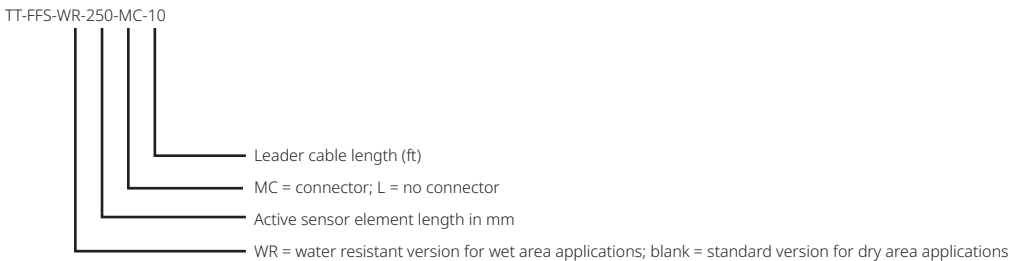 TT-FFS-WR-250-MC-10
Leader cable length (ft)
MC = connector; L = no connector
Active sensor element length in mm
WR = water resistant version for wet area applications; blank = standard version for dry area applications